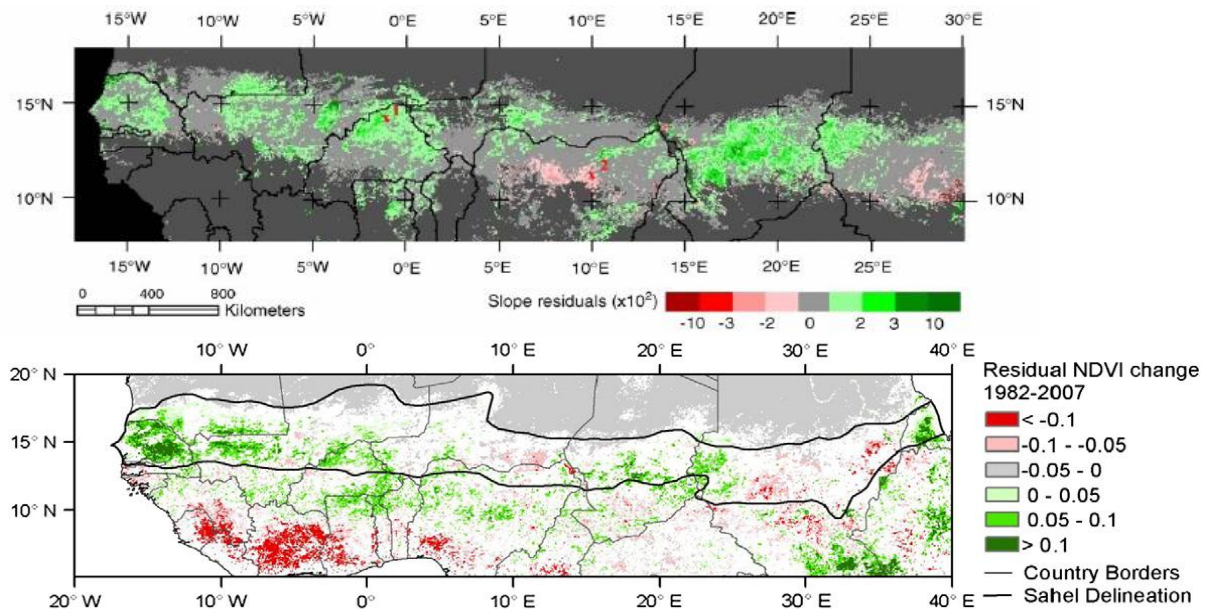 15°W 10°W 5°W 0°E 5°E 10°E 15°E 20°E 25°E 30°E
1
15°N 15°N
2
10°N 10°N
15°W 10°W 5°W 0°E 5°E 10°E 15°E 20°E 25°E
0 400 800
Kilometers
Slope residuals (x10²)
-10 -3 -2 0 2 3 10
10° W 0° 10° E 20° E 30° E 40° E
20° N
15° N
10° N
20° W 10° W 0° 10° E 20° E 30° E 40° E
Residual NDVI change
1982-2007
< -0.1
-0.1 - -0.05
-0.05 - 0
0 - 0.05
0.05 - 0.1
> 0.1
Country Borders
Sahel Delineation